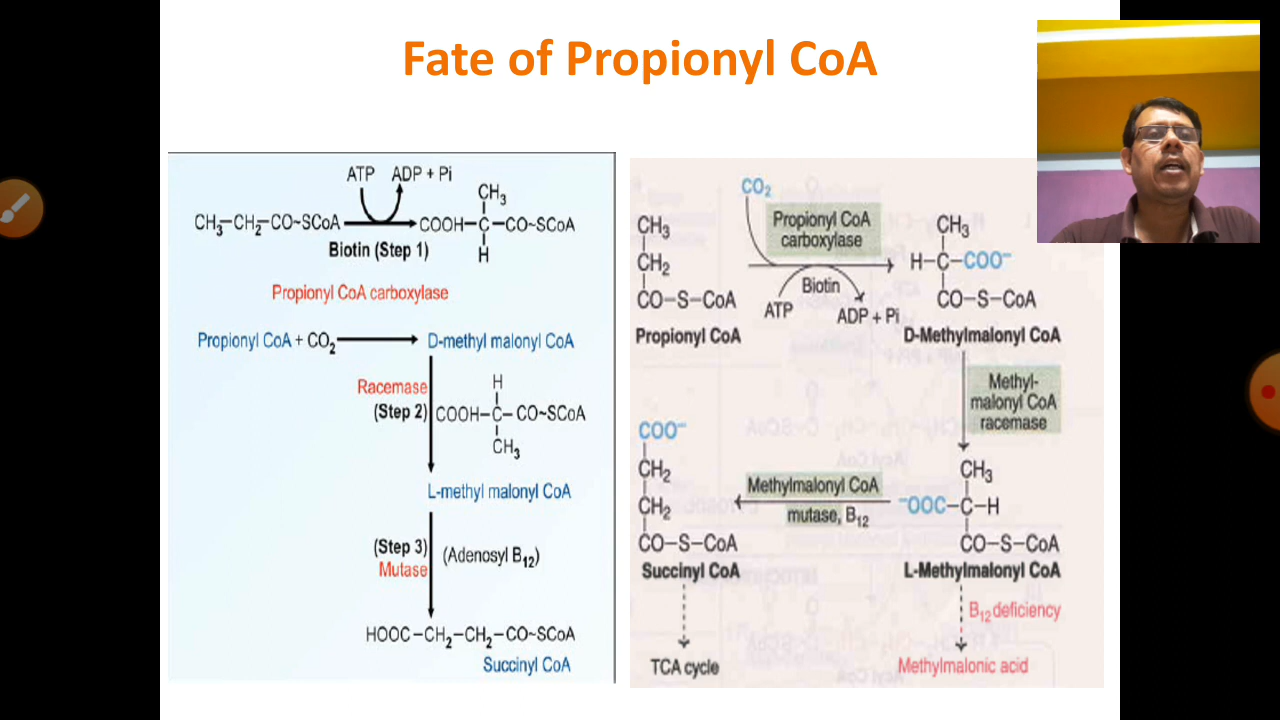 Fate of Propionyl CoA
ATP ADP + Pi
CH3
CH3–CH2–CO~SCoA COOH–C–CO~SCoA
Biotin (Step 1) H
Propionyl CoA carboxylase
Propionyl CoA + CO2 D-methyl malonyl CoA
Racemase H
(Step 2) COOH–C–CO~SCoA
CH3
L-methyl malonyl CoA
(Step 3) (Adenosyl B12)
Mutase
HOOC–CH2–CH2–CO~SCoA
Succinyl CoA
CO2
CH3 Propionyl CoA CH3
carboxylase
CH2 H–C–COO−
Biotin
CO–S–CoA ATP ADP + Pi CO–S–CoA
Propionyl CoA D-Methylmalonyl CoA
Methyl-
malonyl CoA
racemase
COO−
CH2 CH3
Methylmalonyl CoA
CH2 mutase, B12 −OOC–C–H
CO–S–CoA CO–S–CoA
Succinyl CoA L-Methylmalonyl CoA
B12 deficiency
TCA cycle Methylmalonic acid